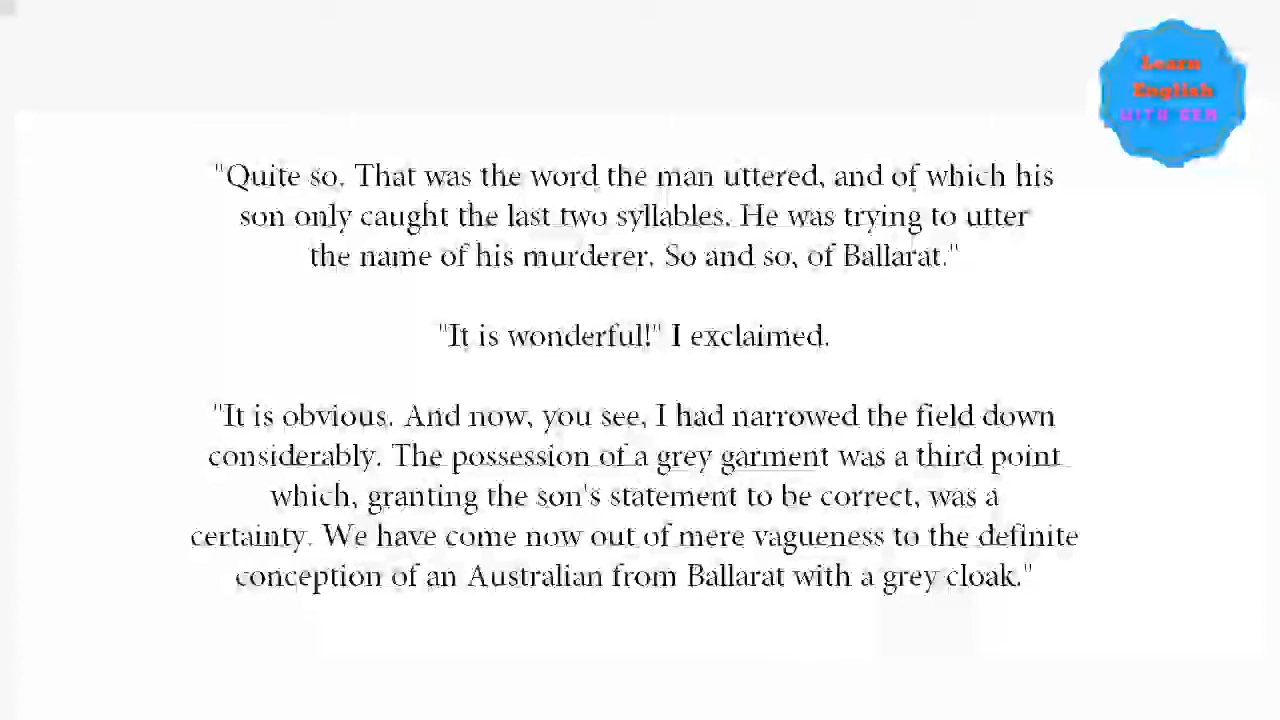 Learn
English
WITH GEM
"Quite so. That was the word the man uttered, and of which his
son only caught the last two syllables. He was trying to utter
the name of his murderer. So and so, of Ballarat."
"It is wonderful!" I exclaimed.
"It is obvious. And now, you see, I had narrowed the field down
considerably. The possession of a grey garment was a third point
which, granting the son's statement to be correct, was a
certainty. We have come now out of mere vagueness to the definite
conception of an Australian from Ballarat with a grey cloak."